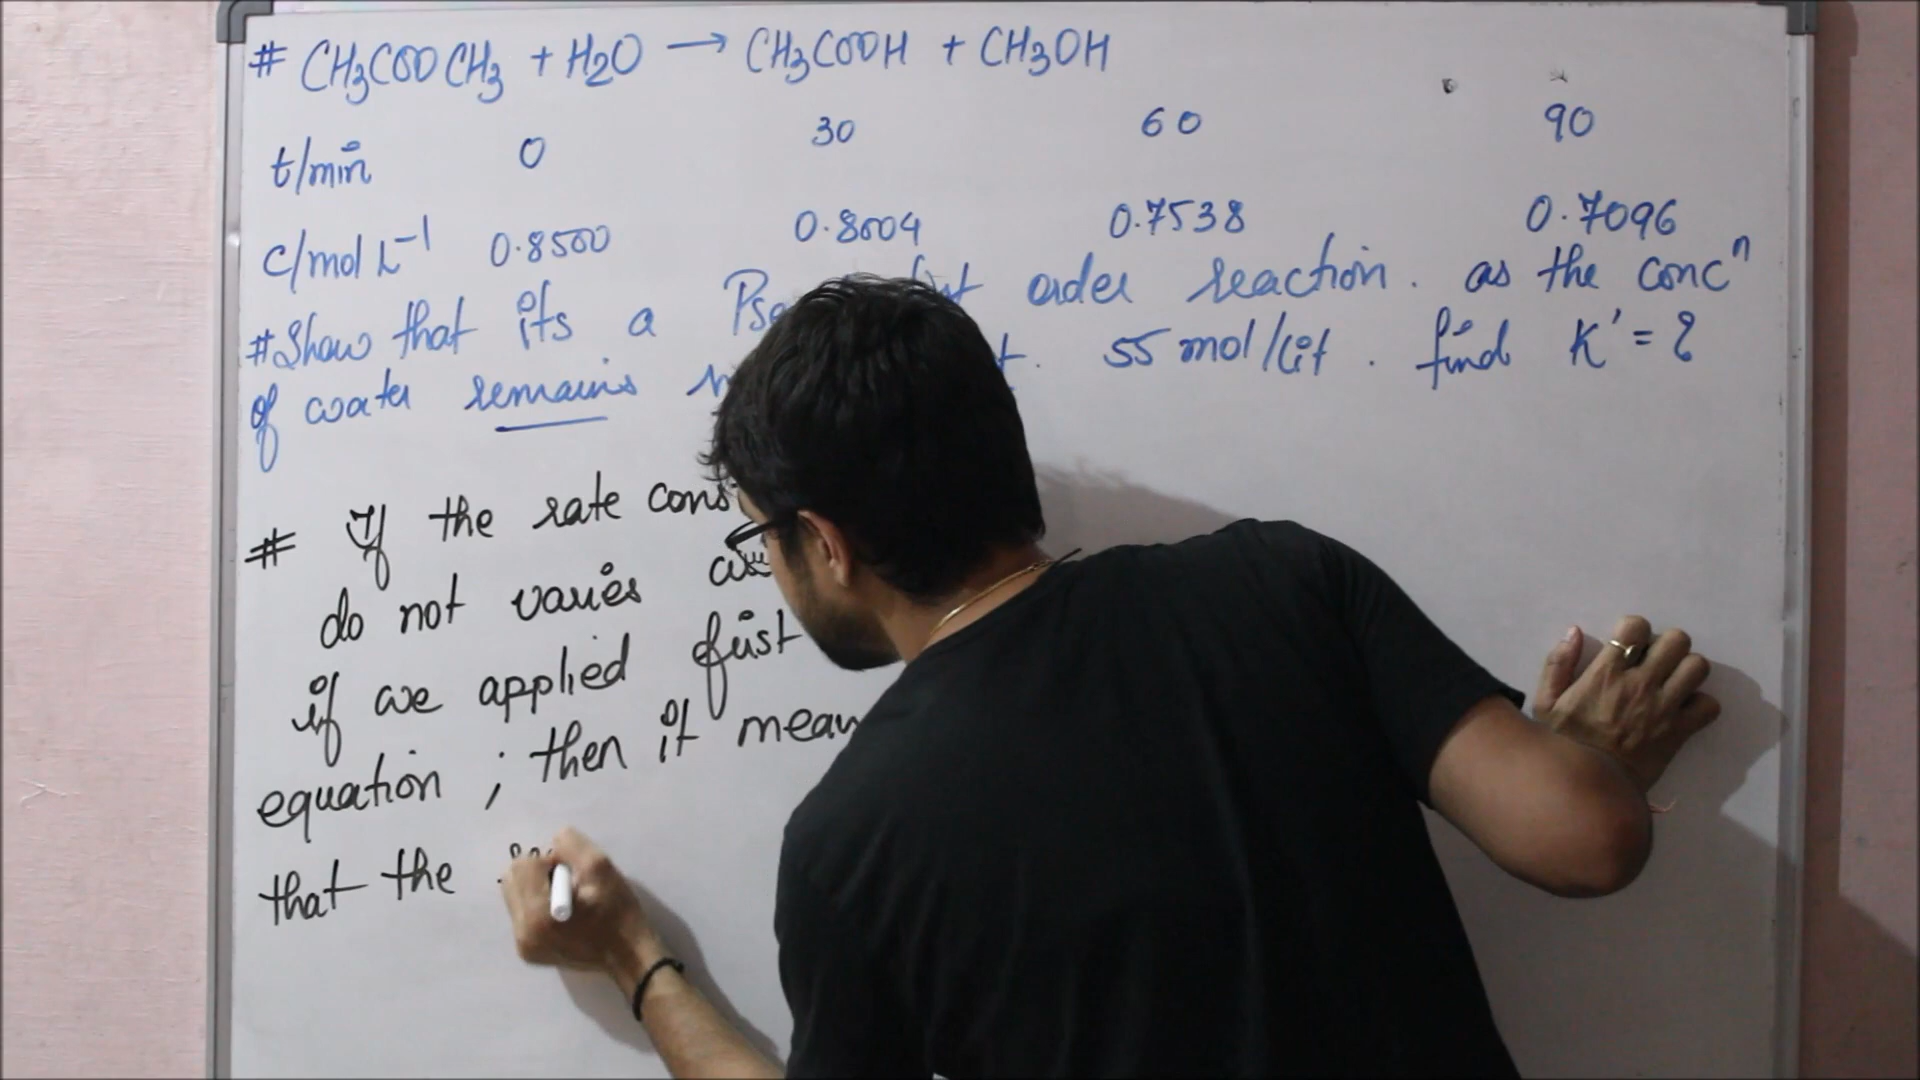 # CH3COOCH3 + H2O → CH3COOH + CH3OH
t/min 0 30 60 90
c/mol L⁻¹ 0.8500 0.8004 0.7538 0.7096
# Show that its a order reaction. as the concⁿ
of water remains 55 mol/lit. find K' = ?
# If the rate
do not varies
if we applied first
equation ; then it
that the